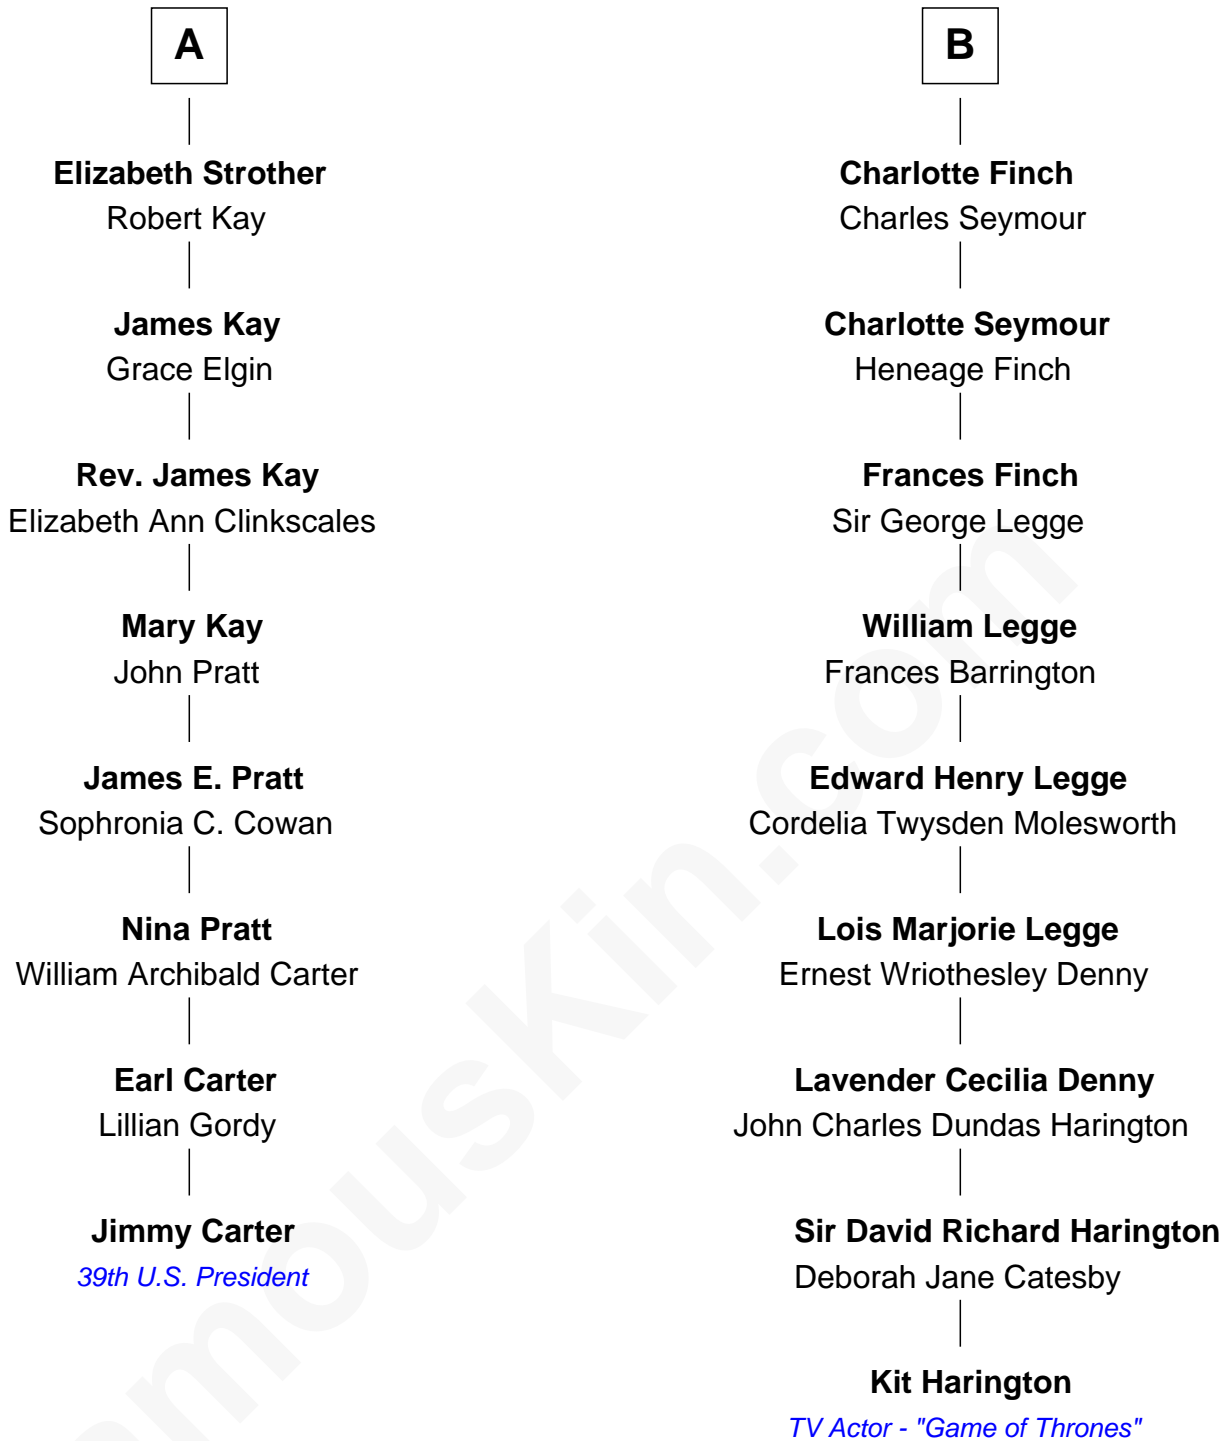 A
Elizabeth Strother
Robert Kay
James Kay
Grace Elgin
Rev. James Kay
Elizabeth Ann Clinkscales
Mary Kay
John Pratt
James E. Pratt
Sophronia C. Cowan
Nina Pratt
William Archibald Carter
Earl Carter
Lillian Gordy
Jimmy Carter
39th U.S. President
B
Charlotte Finch
Charles Seymour
Charlotte Seymour
Heneage Finch
Frances Finch
Sir George Legge
William Legge
Frances Barrington
Edward Henry Legge
Cordelia Twysden Molesworth
Lois Marjorie Legge
Ernest Wriothesley Denny
Lavender Cecilia Denny
John Charles Dundas Harington
Sir David Richard Harington
Deborah Jane Catesby
Kit Harington
TV Actor - "Game of Thrones"
amousKin.com